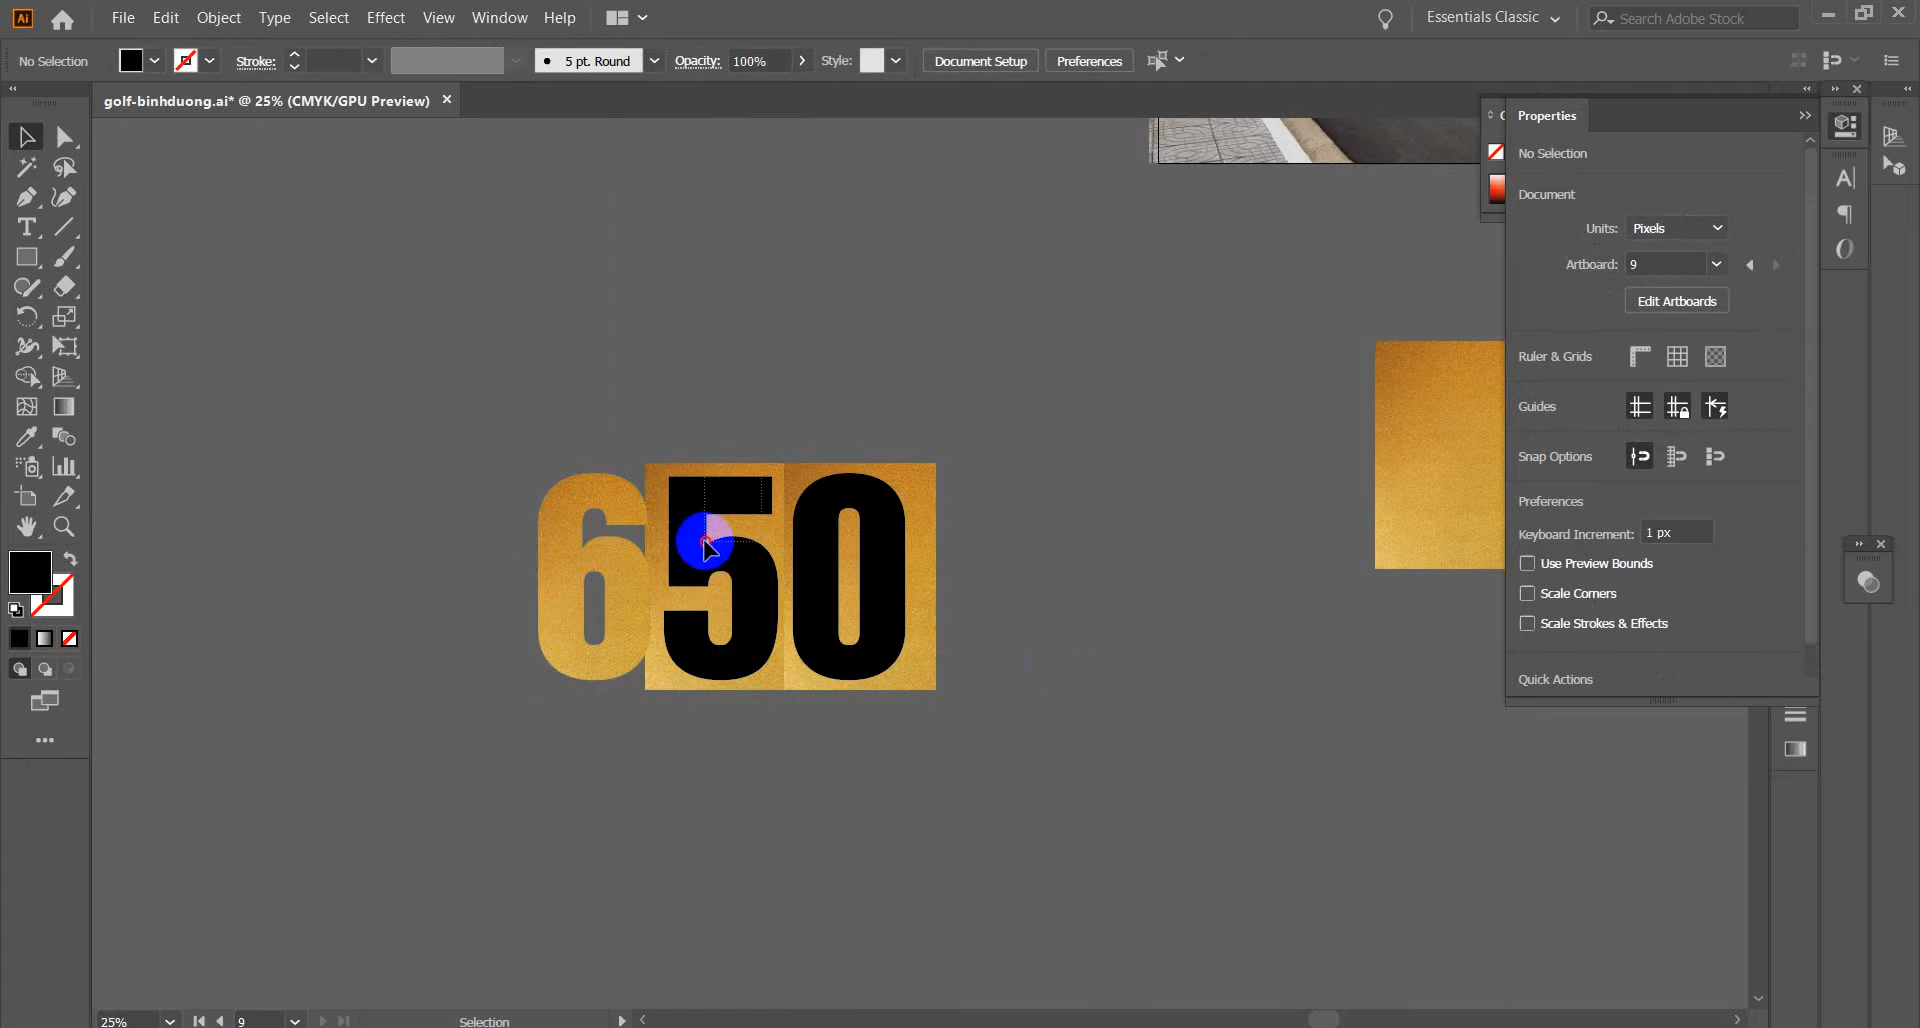 Ai File Edit Object Type Select Effect View Window Help Essentials Classic Search Adobe Stock
No Selection Stroke: 5 pt. Round Opacity: 100% Style: Document Setup Preferences
golf-binhduong.ai* @ 25% (CMYK/GPU Preview)
Properties
No Selection
Document
Units: Pixels
Artboard: 9
Edit Artboards
Ruler & Grids
Guides
Snap Options
Preferences
Keyboard Increment: 1 px
Use Preview Bounds
Scale Corners
Scale Strokes & Effects
Quick Actions
650
25% 9 Selection